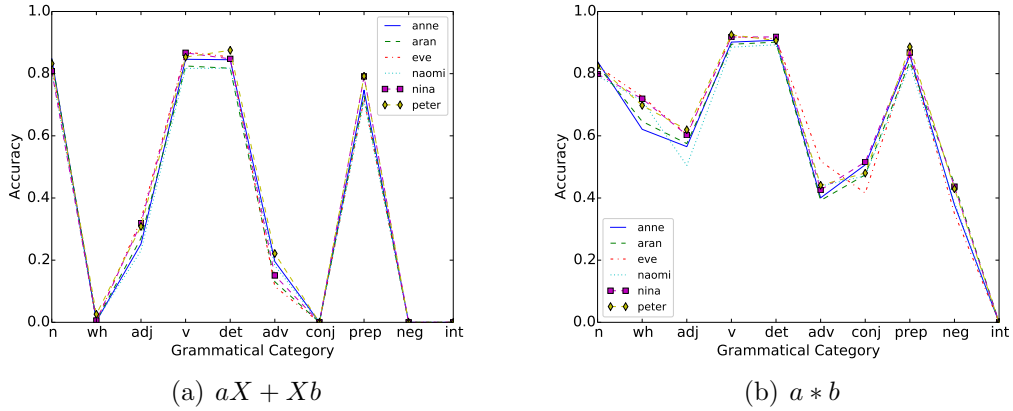 1.0
0.8
0.6
0.4
0.2
0.0
Accuracy
n wh adj v det adv conj prep neg int
Grammatical Category
anne
aran
eve
naomi
nina
peter
(a) aX + Xb
1.0
0.8
0.6
0.4
0.2
0.0
Accuracy
anne
aran
eve
naomi
nina
peter
n wh adj v det adv conj prep neg int
Grammatical Category
(b) a ∗ b